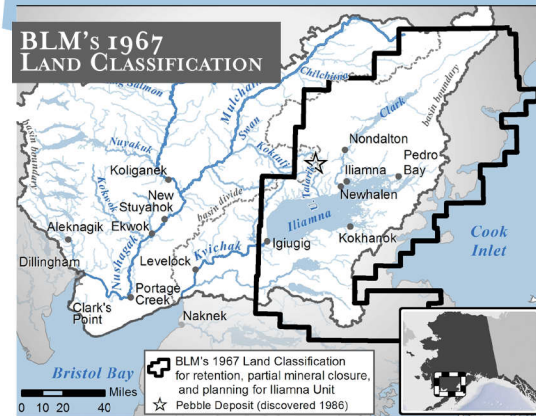 BLM's 1967
Land Classification
Salmon
Mulchatna
Chilchitna
Swan
Clark
basin boundary
basin boundary
Nuyakuk
Koktuli
Nondalton
Pedro
Bay
Koliganek
Iliamna
Talarik
Newhalen
Kokwok
New
Stuyahok
basin divide
Iliamna
Aleknagik
Ekwok
Kokhanok
Cook
Inlet
Nushagak
Kvichak
Igiugig
Dillingham
Levelock
Portage
Creek
Clark's
Point
Naknek
Bristol Bay
Miles
0 10 20 40
BLM's 1967 Land Classification
for retention, partial mineral closure,
and planning for Iliamna Unit
Pebble Deposit (discovered 1986)